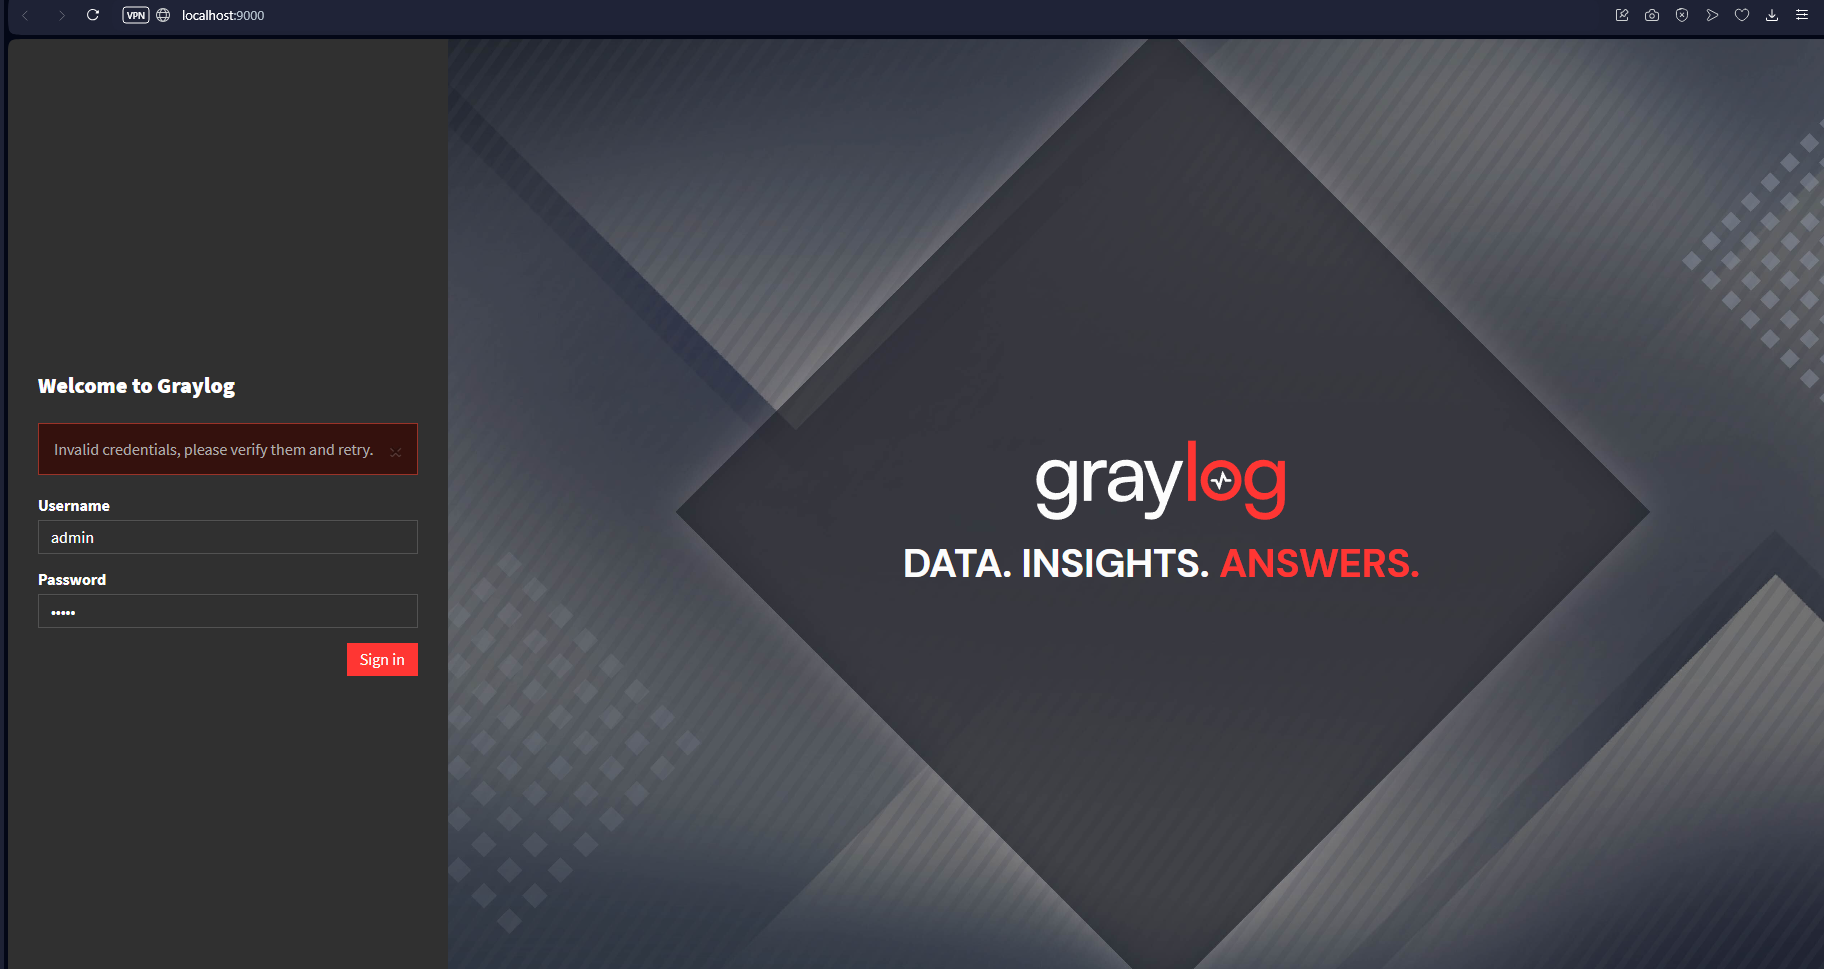 VPN localhost:9000
Welcome to Graylog
Invalid credentials, please verify them and retry.
Username
admin
Password
•••••
Sign in
graylog
DATA. INSIGHTS. ANSWERS.